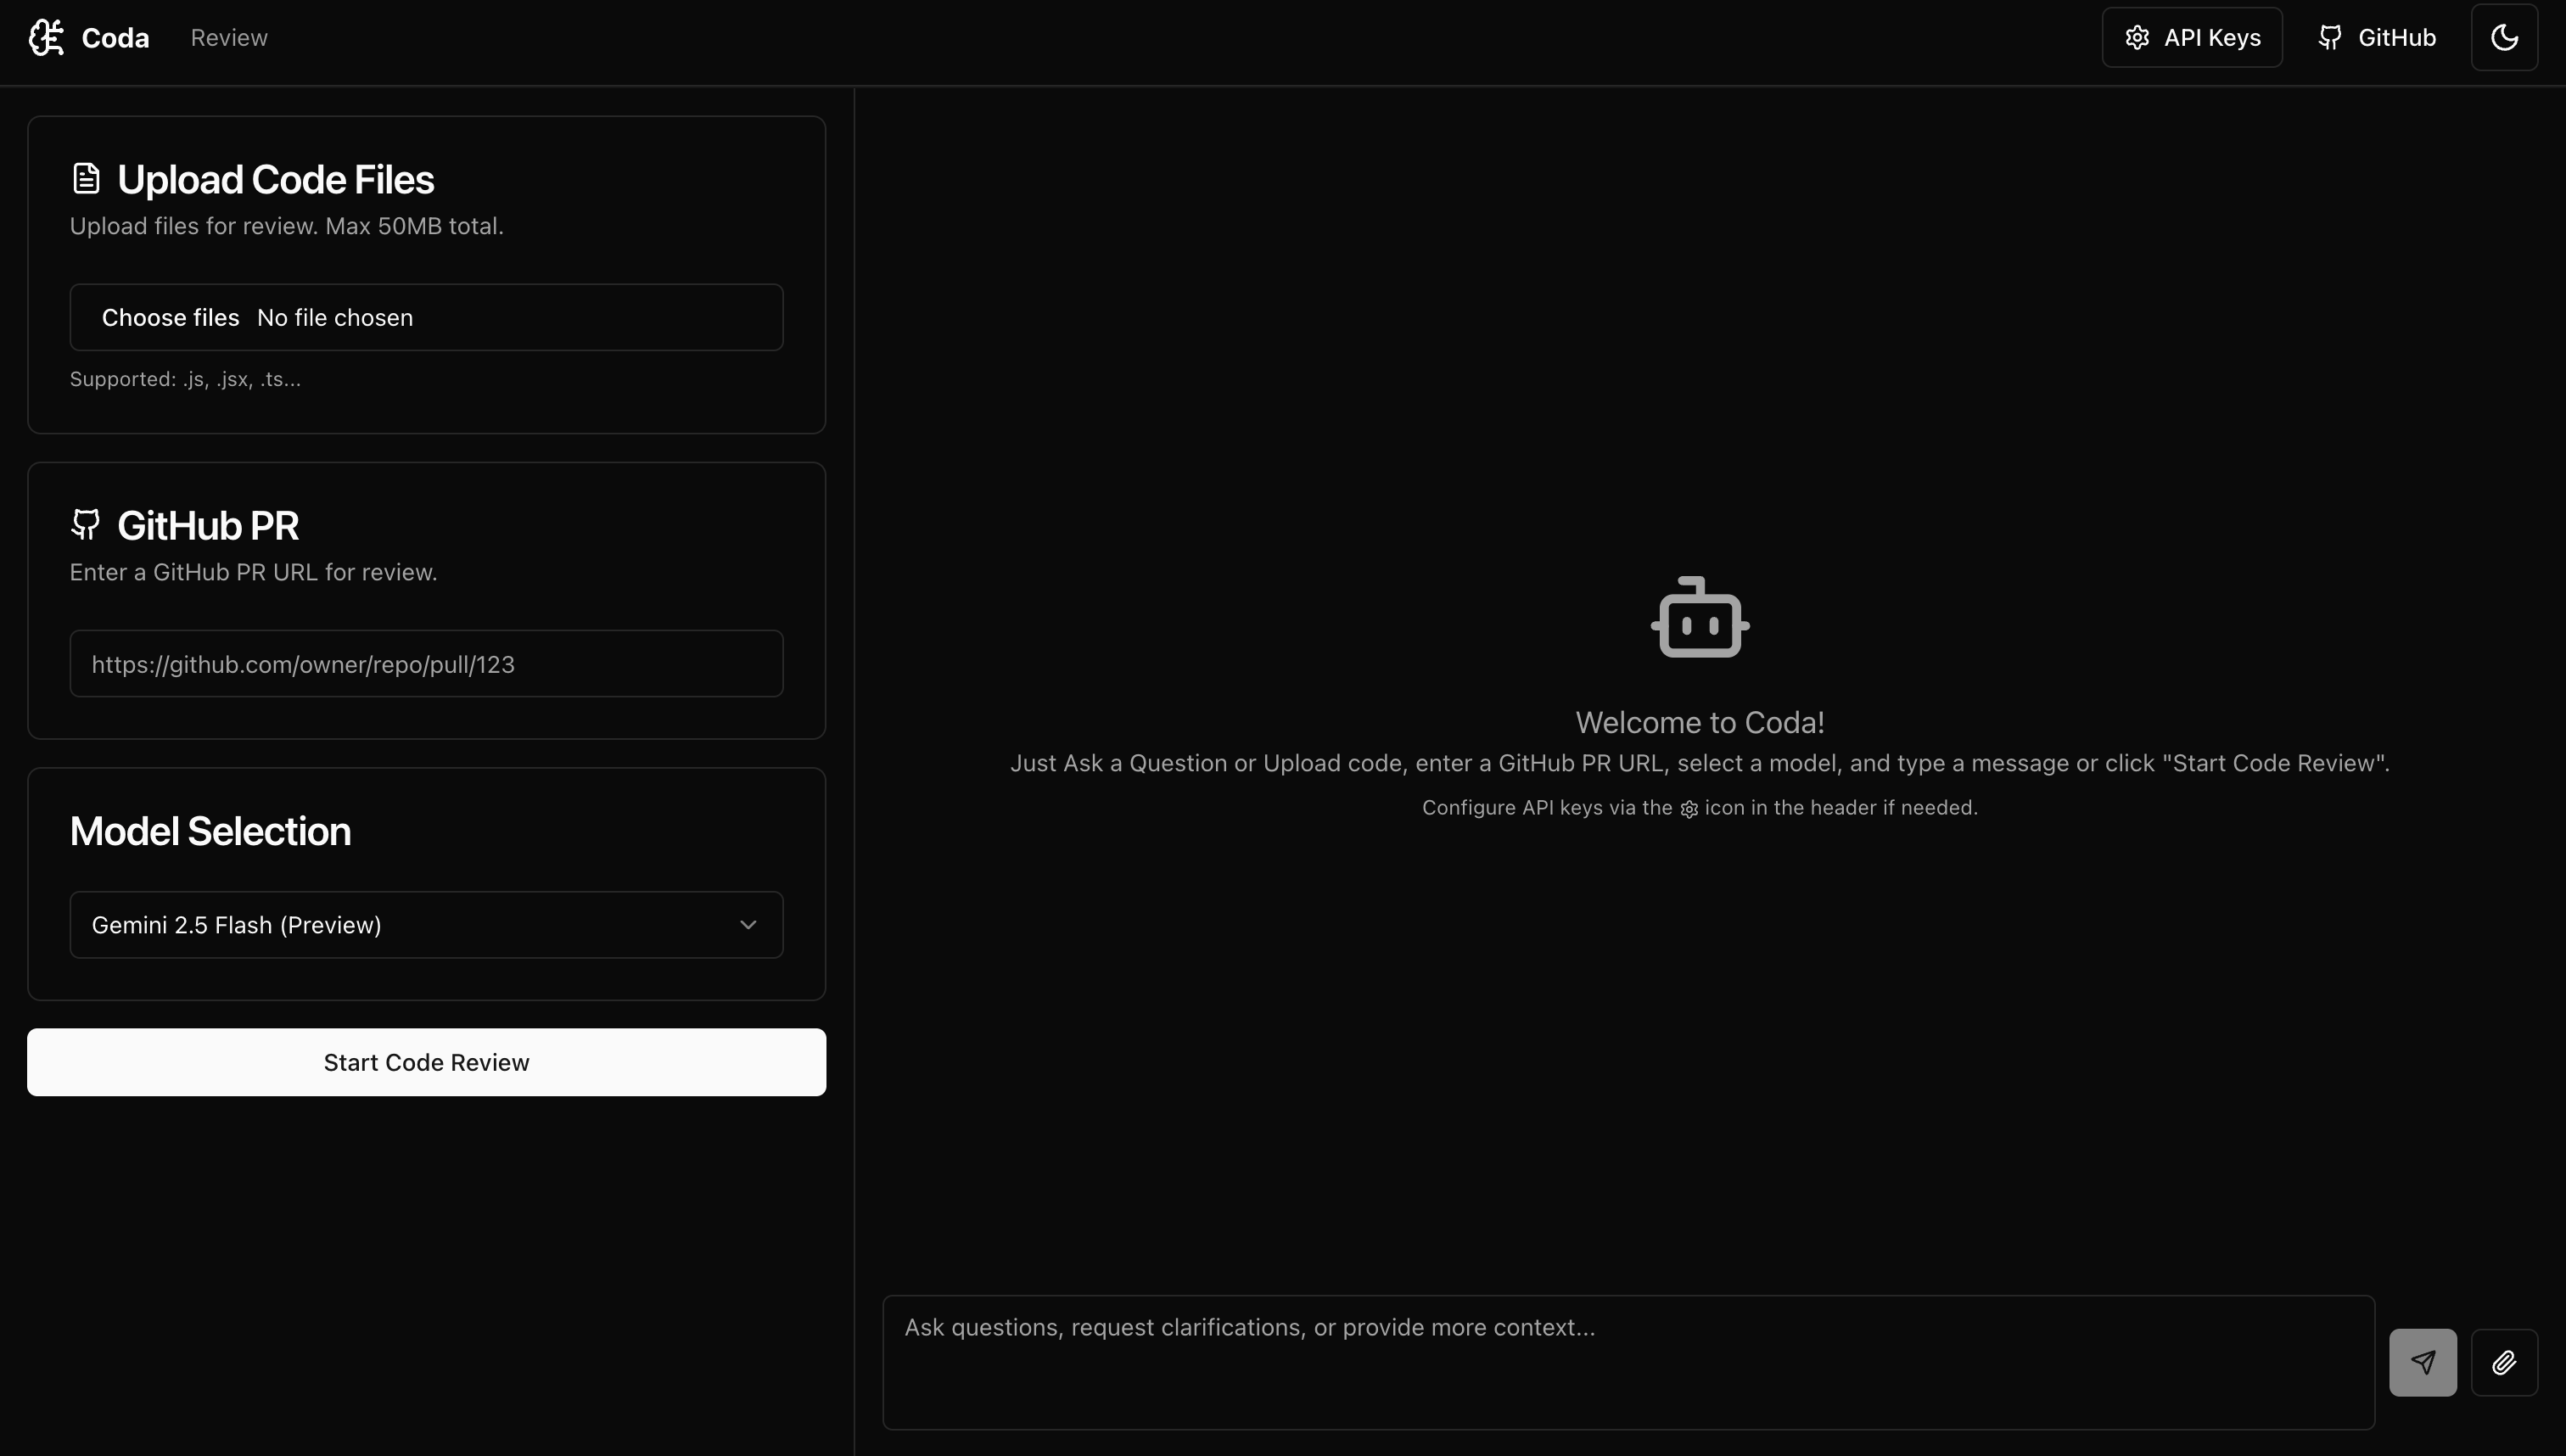 Coda
Review
API Keys
GitHub
Upload Code Files
Upload files for review. Max 50MB total.
Choose files No file chosen
Supported: .js, .jsx, .ts...
GitHub PR
Enter a GitHub PR URL for review.
https://github.com/owner/repo/pull/123
Model Selection
Gemini 2.5 Flash (Preview)
Start Code Review
Welcome to Coda!
Just Ask a Question or Upload code, enter a GitHub PR URL, select a model, and type a message or click "Start Code Review".
Configure API keys via the icon in the header if needed.
Ask questions, request clarifications, or provide more context...